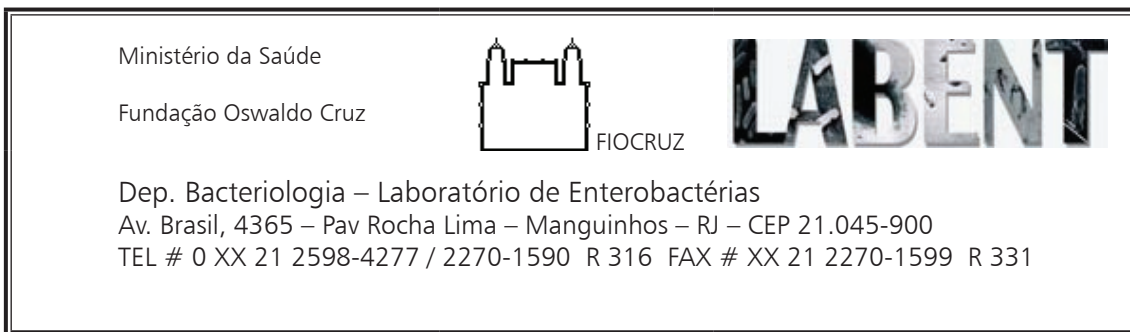 Ministério da Saúde
Fundação Oswaldo Cruz
FIOCRUZ
LABENT
Dep. Bacteriologia – Laboratório de Enterobactérias
Av. Brasil, 4365 – Pav Rocha Lima – Manguinhos – RJ – CEP 21.045-900
TEL # 0 XX 21 2598-4277 / 2270-1590 R 316 FAX # XX 21 2270-1599 R 331